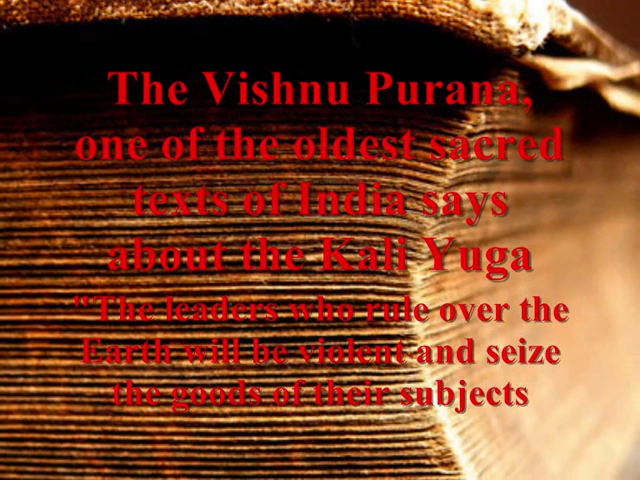 The Vishnu Purana,
one of the oldest sacred
texts of India says
about the Kali Yuga
"The leaders who rule over the
Earth will be violent and seize
the goods of their subjects